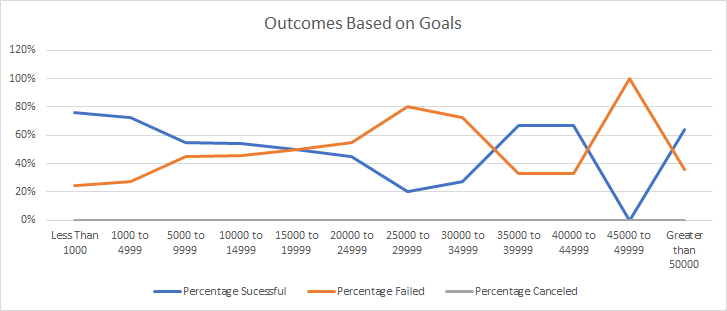 Outcomes Based on Goals
120%
100%
80%
60%
40%
20%
0%
Less Than 1000
1000 to 4999
5000 to 9999
10000 to 14999
15000 to 19999
20000 to 24999
25000 to 29999
30000 to 34999
35000 to 39999
40000 to 44999
45000 to 49999
Greater than 50000
Percentage Sucessful
Percentage Failed
Percentage Canceled